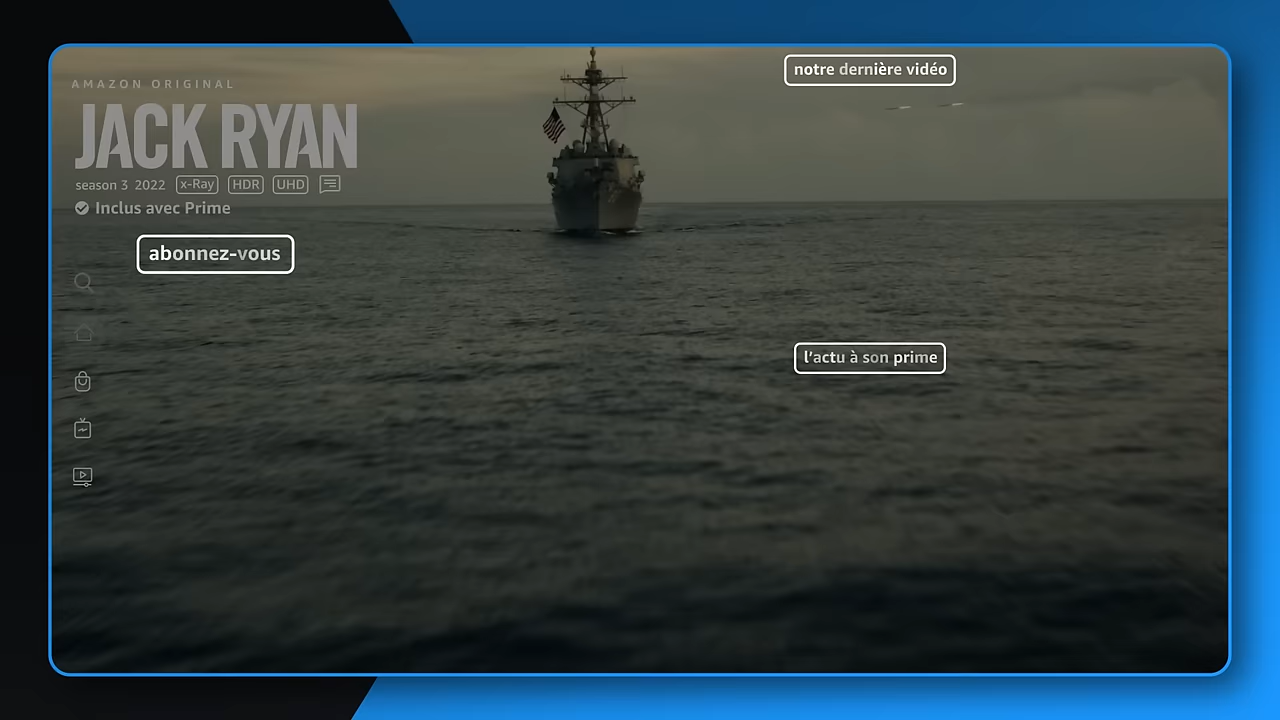 AMAZON ORIGINAL
JACK RYAN
season 3 2022 x-Ray HDR UHD
Inclus avec Prime
abonnez-vous
notre dernière vidéo
l'actu à son prime